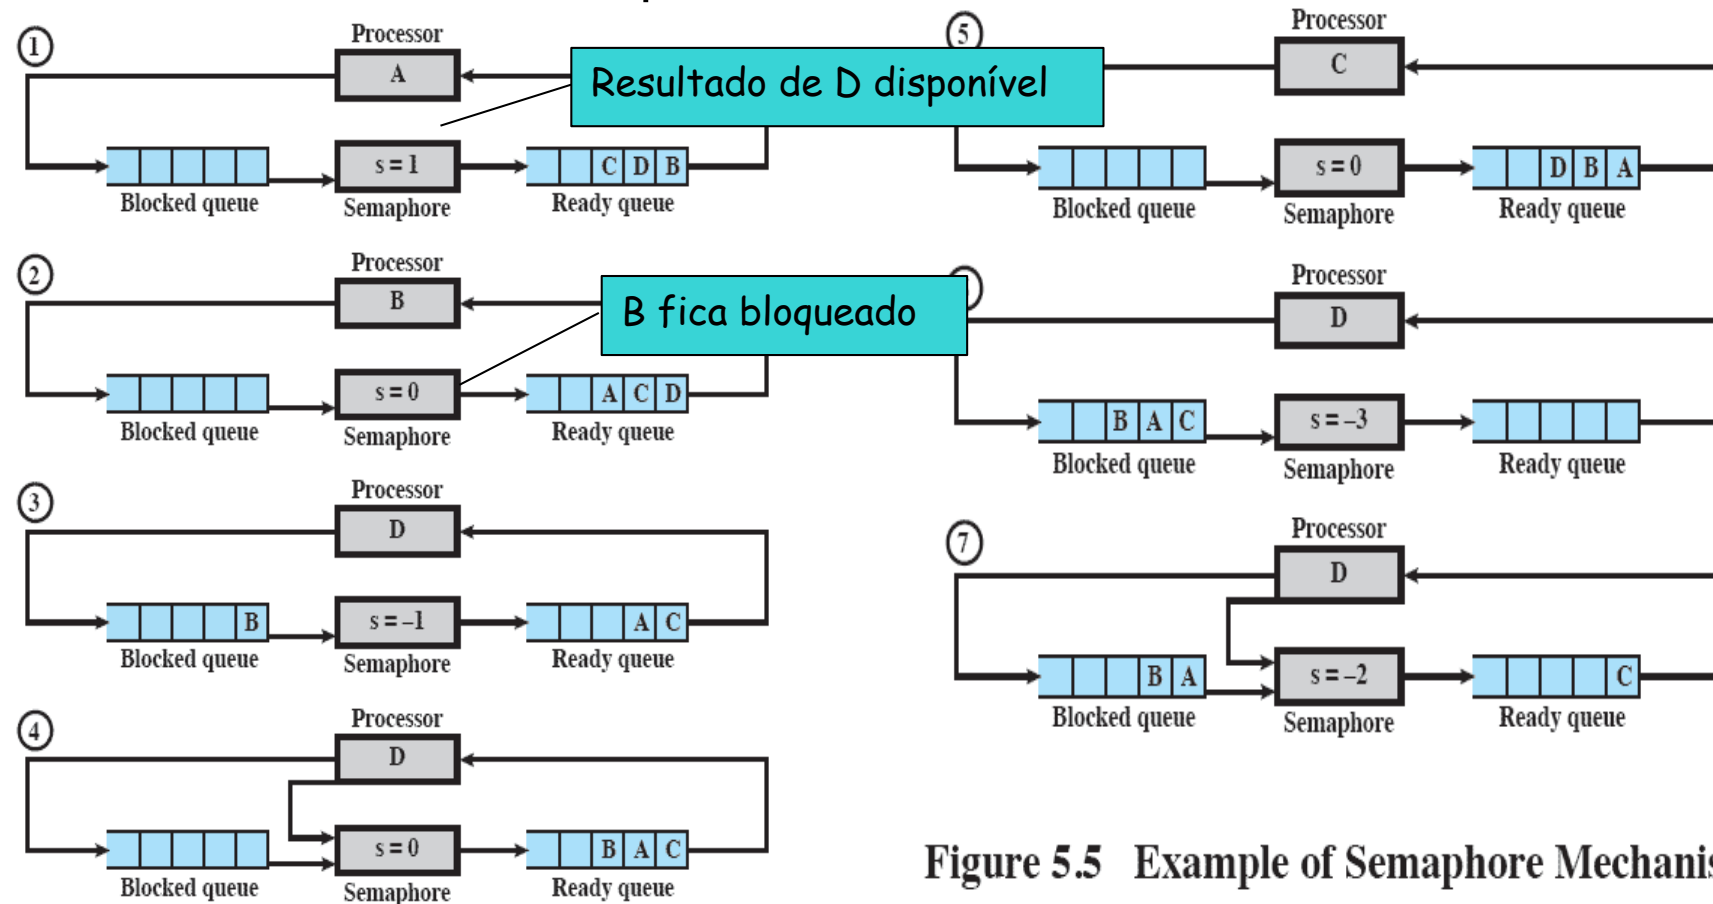 1
Processor
A
Resultado de D disponível
s = 1
C D B
Blocked queue
Semaphore
Ready queue
2
Processor
B
B fica bloqueado
s = 0
A C D
Blocked queue
Semaphore
Ready queue
3
Processor
D
B
s = –1
A C
Blocked queue
Semaphore
Ready queue
4
Processor
D
s = 0
B A C
Blocked queue
Semaphore
Ready queue
5
Processor
C
s = 0
D B A
Blocked queue
Semaphore
Ready queue
Processor
D
B A C
s = –3
Blocked queue
Semaphore
Ready queue
7
Processor
D
B A
s = –2
C
Blocked queue
Semaphore
Ready queue
Figure 5.5 Example of Semaphore Mechanis